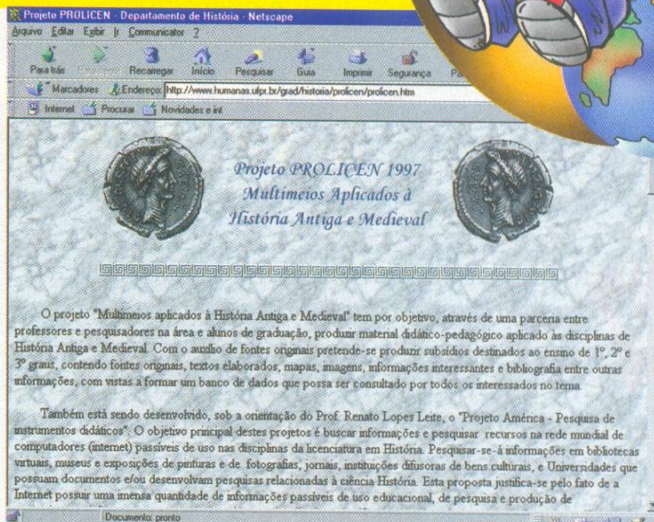 Projeto PROLICEN - Departamento de História - Netscape
Arquivo Editar Exibir Ir Communicator ?
Para trás Recarregar Início Pesquisar Guia Imprimir Segurança
Marcadores Endereço: http://www.humanas.ufpr.br/grad/historia/prolicen/prolicen.htm
Internet Procurar Novidades e int
Projeto PROLICEN 1997
Multimeios Aplicados à
História Antiga e Medieval
O projeto "Multimeios aplicados à História Antiga e Medieval" tem por objetivo, através de uma parceria entre
professores e pesquisadores na área e alunos de graduação, produzir material didático-pedagógico aplicado às disciplinas de
História Antiga e Medieval. Com o auxílio de fontes originais pretende-se produzir subsídios destinados ao ensino de 1º, 2º e
3º graus, contendo fontes originais, textos elaborados, mapas, imagens, informações interessantes e bibliografia entre outras
informações, com vistas a formar um banco de dados que possa ser consultado por todos os interessados no tema.
Também está sendo desenvolvido, sob a orientação do Prof. Renato Lopes Leite, o "Projeto América - Pesquisa de
instrumentos didáticos". O objetivo principal destes projetos é buscar informações e pesquisar recursos na rede mundial de
computadores (internet) passíveis de uso nas disciplinas da licenciatura em História. Pesquisar-se-á informações em bibliotecas
virtuais, museus e exposições de pinturas e de fotografias, jornais, instituições difusoras de bens culturais, e Universidades que
possuam documentos e/ou desenvolvam pesquisas relacionadas à ciência História. Esta proposta justifica-se pelo fato de a
Internet possuir uma imensa quantidade de informações passíveis de uso educacional, de pesquisa e produção de
Documento: pronto